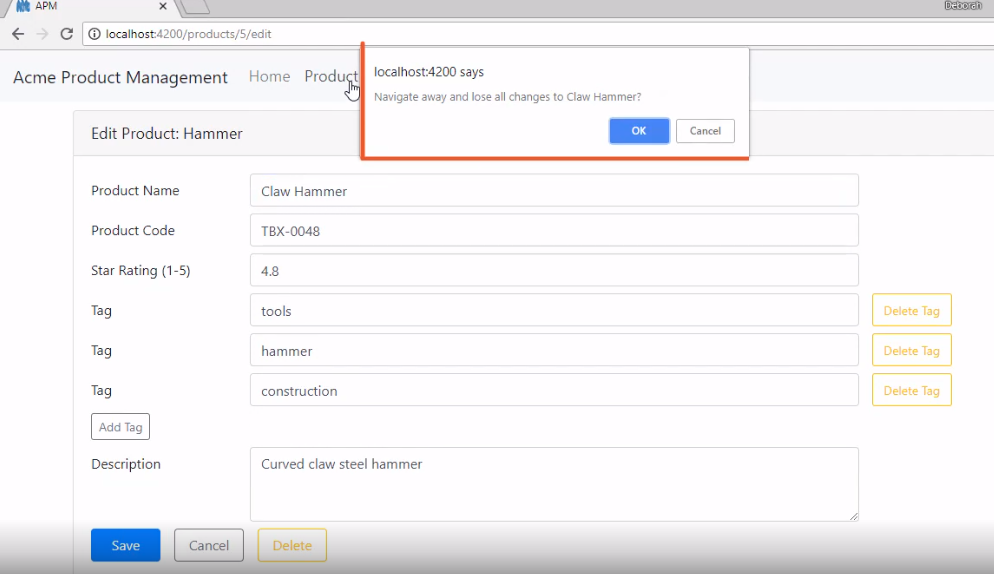 APM
Deborah
localhost:4200/products/5/edit
Acme Product Management Home Product
localhost:4200 says
Navigate away and lose all changes to Claw Hammer?
OK Cancel
Edit Product: Hammer
Product Name Claw Hammer
Product Code TBX-0048
Star Rating (1-5) 4.8
Tag tools Delete Tag
Tag hammer Delete Tag
Tag construction Delete Tag
Add Tag
Description Curved claw steel hammer
Save Cancel Delete